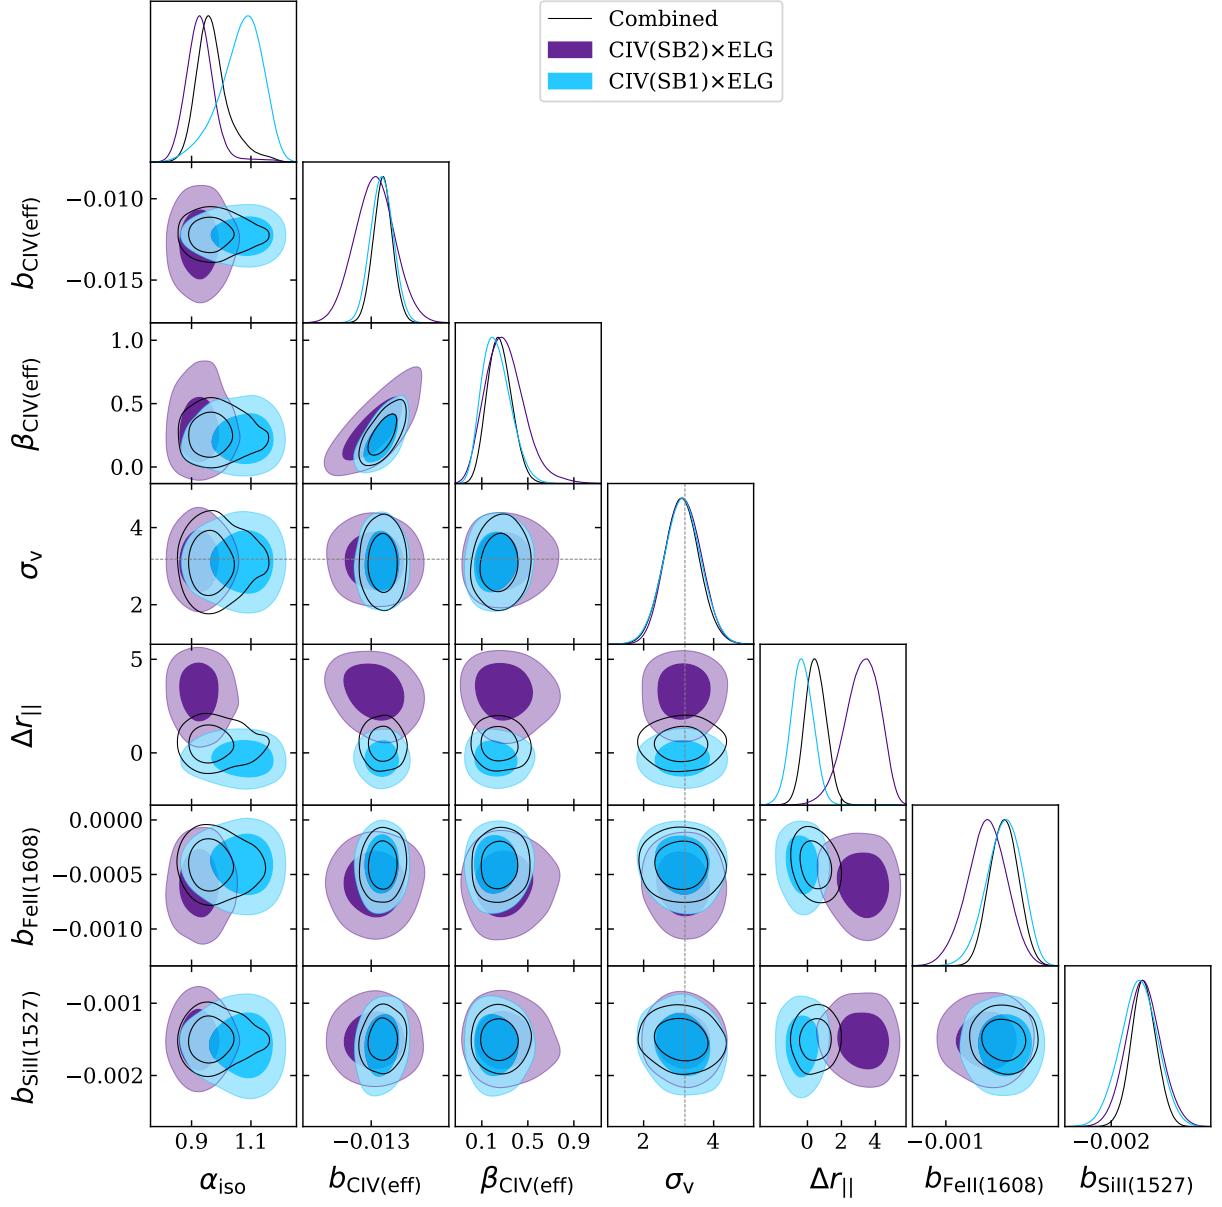 Combined
CIV(SB2)×ELG
CIV(SB1)×ELG
−0.010
−0.015
b_CIV(eff)
1.0
0.5
0.0
β_CIV(eff)
4
2
σ_v
5
0
Δr_||
0.0000
−0.0005
−0.0010
b_FeII(1608)
−0.001
−0.002
b_SiII(1527)
0.9 1.1
−0.013
0.1 0.5 0.9
2 4
0 2 4
−0.001
−0.002
α_iso
b_CIV(eff)
β_CIV(eff)
σ_v
Δr_||
b_FeII(1608)
b_SiII(1527)